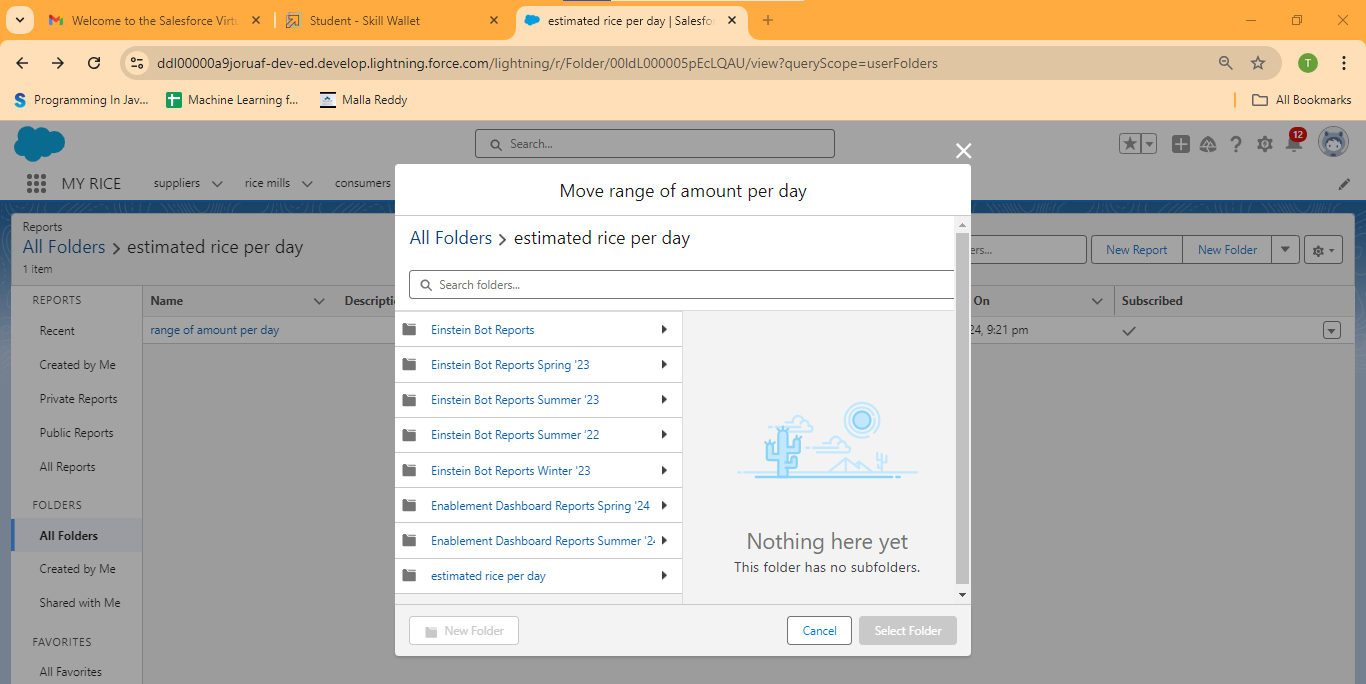 Welcome to the Salesforce Virtu
Student - Skill Wallet
estimated rice per day | Salesfo
ddl00000a9joruaf-dev-ed.develop.lightning.force.com/lightning/r/Folder/00ldL000005pEcLQAU/view?queryScope=userFolders
T
Programming In Jav...
Machine Learning f...
Malla Reddy
All Bookmarks
Search...
12
MY RICE
suppliers
rice mills
consumers
Move range of amount per day
Reports
All Folders > estimated rice per day
1 item
ers...
New Report
New Folder
All Folders > estimated rice per day
Search folders...
REPORTS
Recent
Created by Me
Private Reports
Public Reports
All Reports
FOLDERS
All Folders
Created by Me
Shared with Me
FAVORITES
All Favorites
Name
Descripti
On
Subscribed
range of amount per day
24, 9:21 pm
Einstein Bot Reports
Einstein Bot Reports Spring '23
Einstein Bot Reports Summer '23
Einstein Bot Reports Summer '22
Einstein Bot Reports Winter '23
Enablement Dashboard Reports Spring '24
Enablement Dashboard Reports Summer '24
estimated rice per day
Nothing here yet
This folder has no subfolders.
New Folder
Cancel
Select Folder